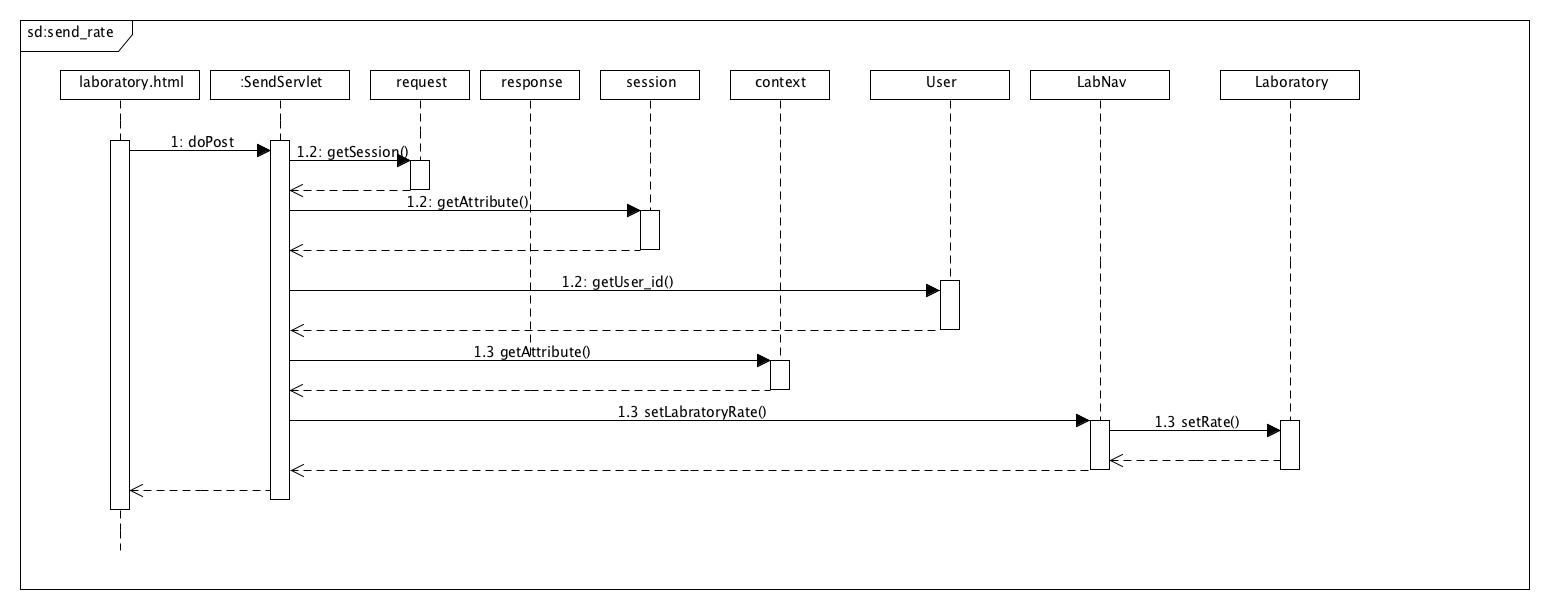 sd:send_rate
laboratory.html
:SendServlet
request
response
session
context
User
LabNav
Laboratory
1: doPost
1.2: getSession()
1.2: getAttribute()
1.2: getUser_id()
1.3 getAttribute()
1.3 setLabratoryRate()
1.3 setRate()